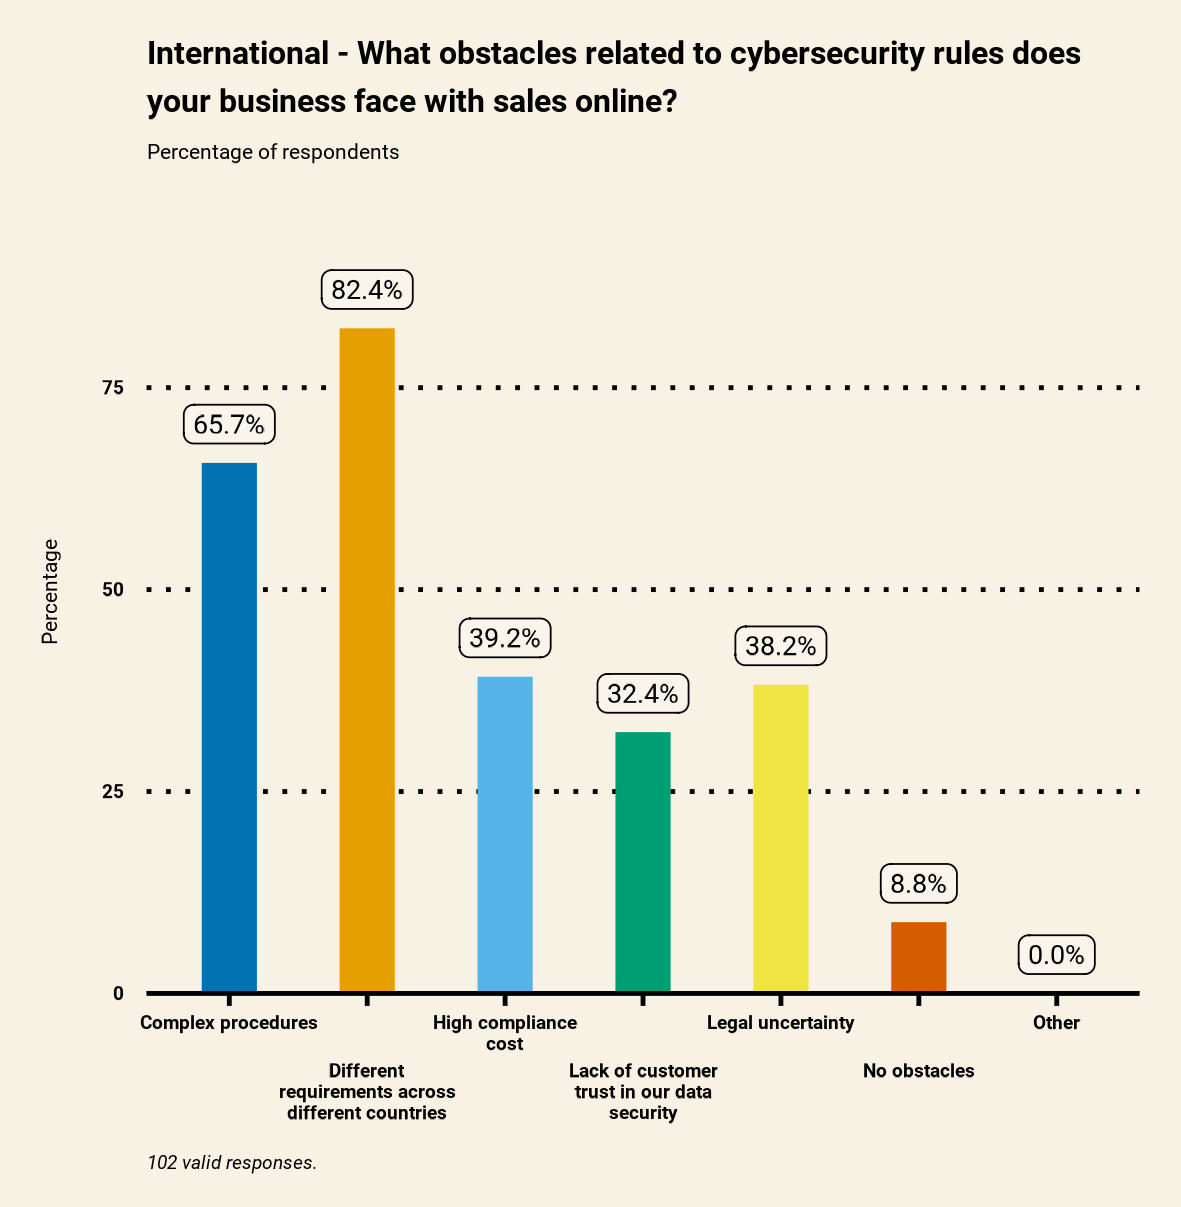 International - What obstacles related to cybersecurity rules does
your business face with sales online?
Percentage of respondents
82.4%
75
65.7%
Percentage
50
39.2%
38.2%
32.4%
25
8.8%
0.0%
0
Complex procedures
Different
requirements across
different countries
High compliance
cost
Lack of customer
trust in our data
security
Legal uncertainty
No obstacles
Other
102 valid responses.